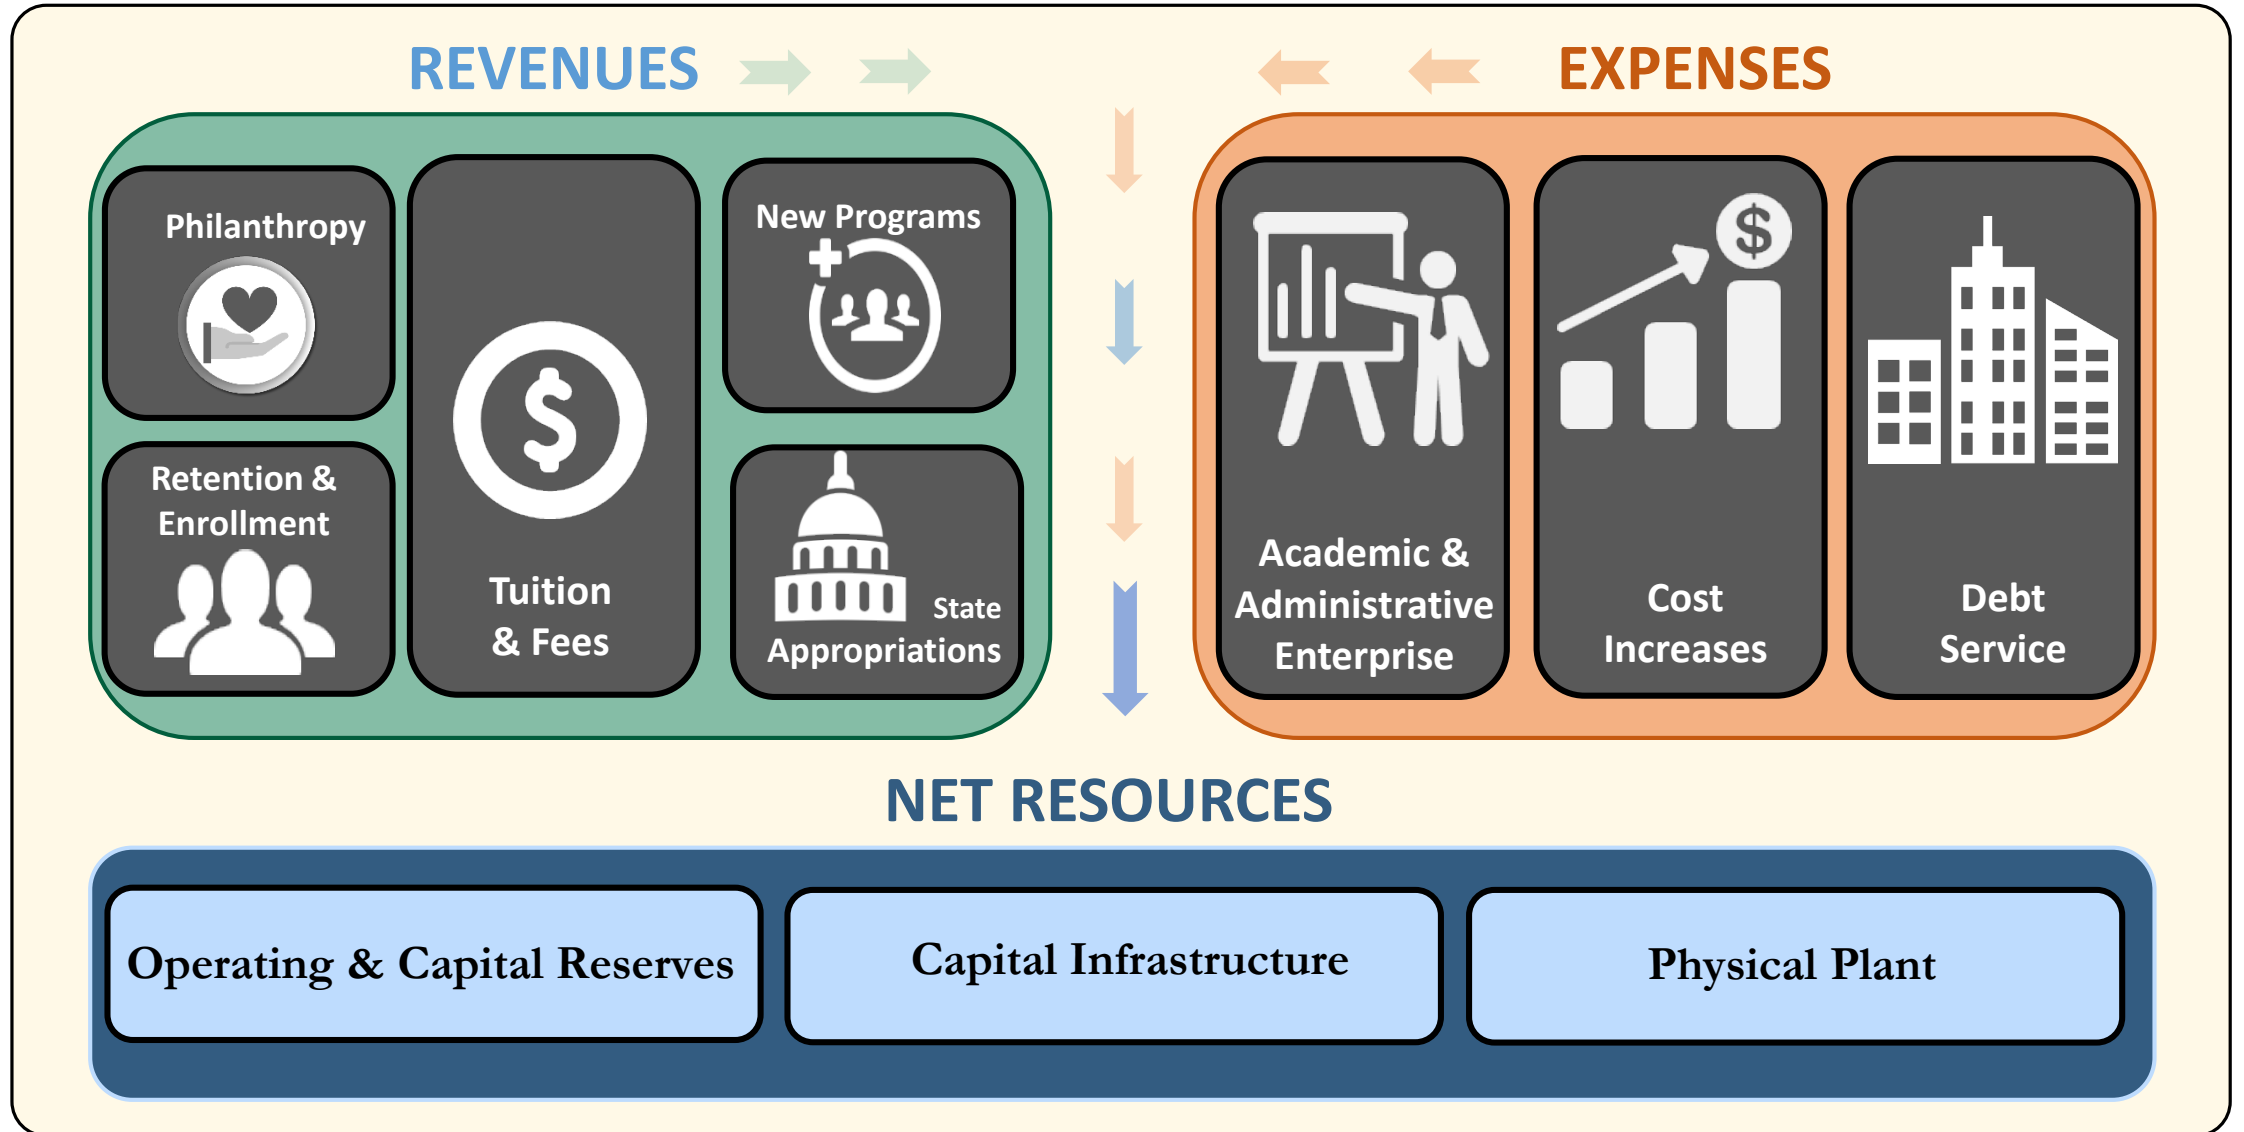 REVENUES
EXPENSES
Philanthropy
Retention &
Enrollment
$
Tuition
& Fees
New Programs
State
Appropriations
Academic &
Administrative
Enterprise
$
Cost
Increases
Debt
Service
NET RESOURCES
Operating & Capital Reserves
Capital Infrastructure
Physical Plant